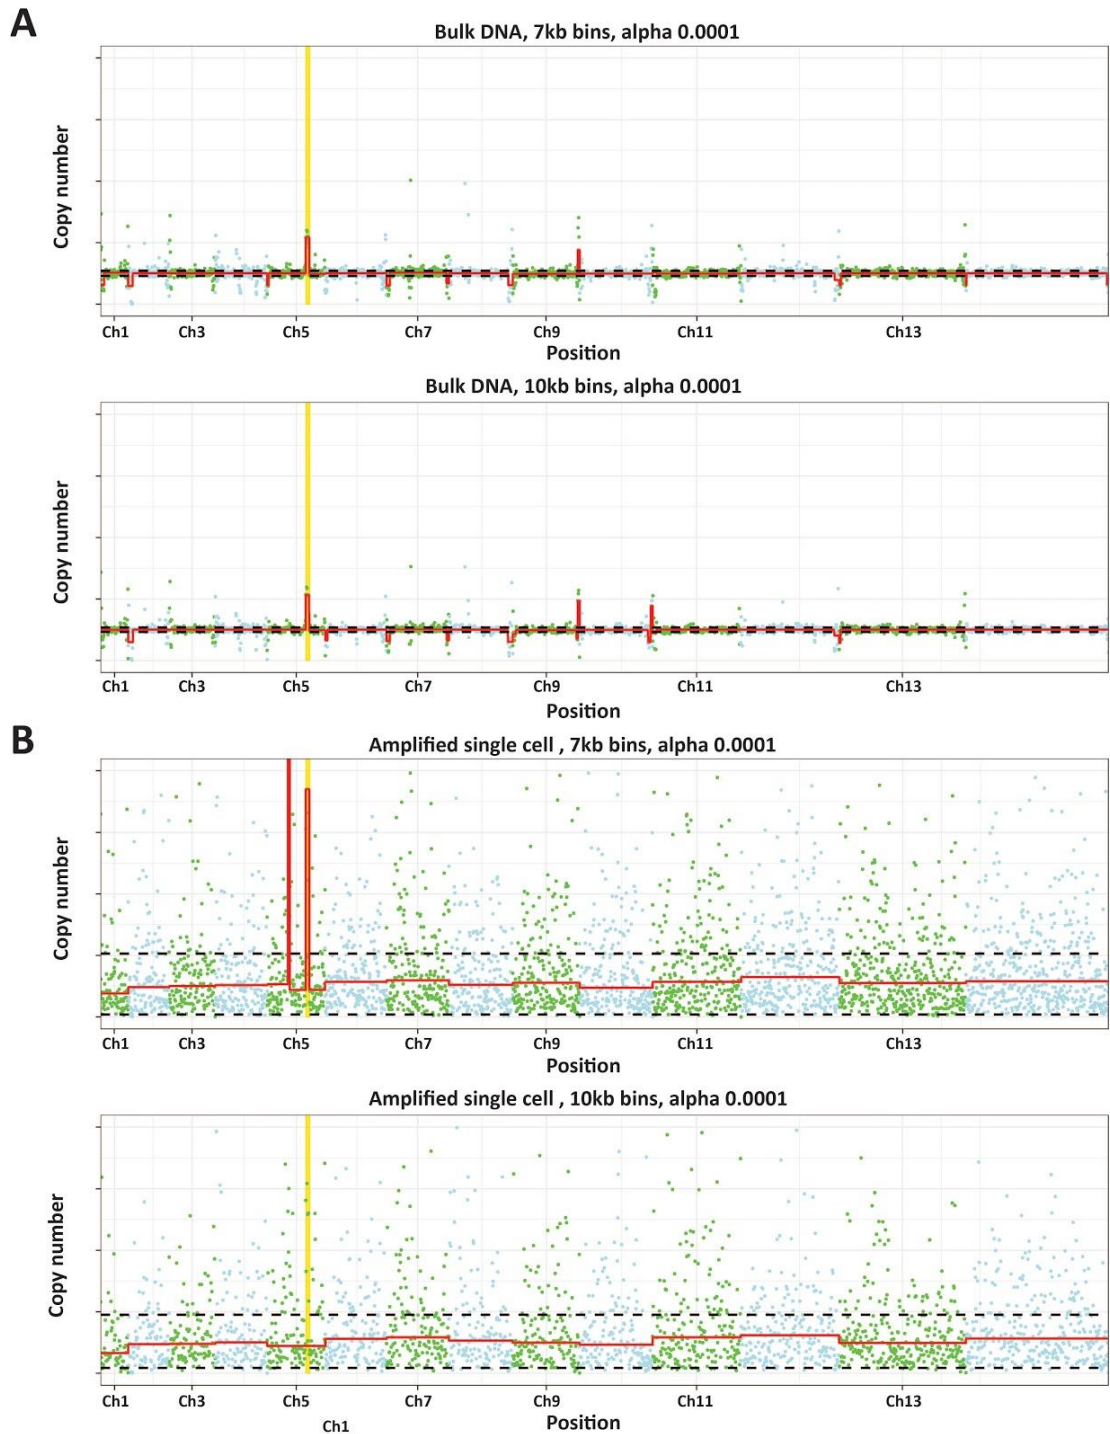 A
Bulk DNA, 7kb bins, alpha 0.0001
Copy number
Ch1 Ch3 Ch5 Ch7 Ch9 Ch11 Ch13
Position
Bulk DNA, 10kb bins, alpha 0.0001
Copy number
Ch1 Ch3 Ch5 Ch7 Ch9 Ch11 Ch13
Position
B
Amplified single cell , 7kb bins, alpha 0.0001
Copy number
Ch1 Ch3 Ch5 Ch7 Ch9 Ch11 Ch13
Position
Amplified single cell , 10kb bins, alpha 0.0001
Copy number
Ch1 Ch3 Ch5 Ch7 Ch9 Ch11 Ch13
Ch1
Position